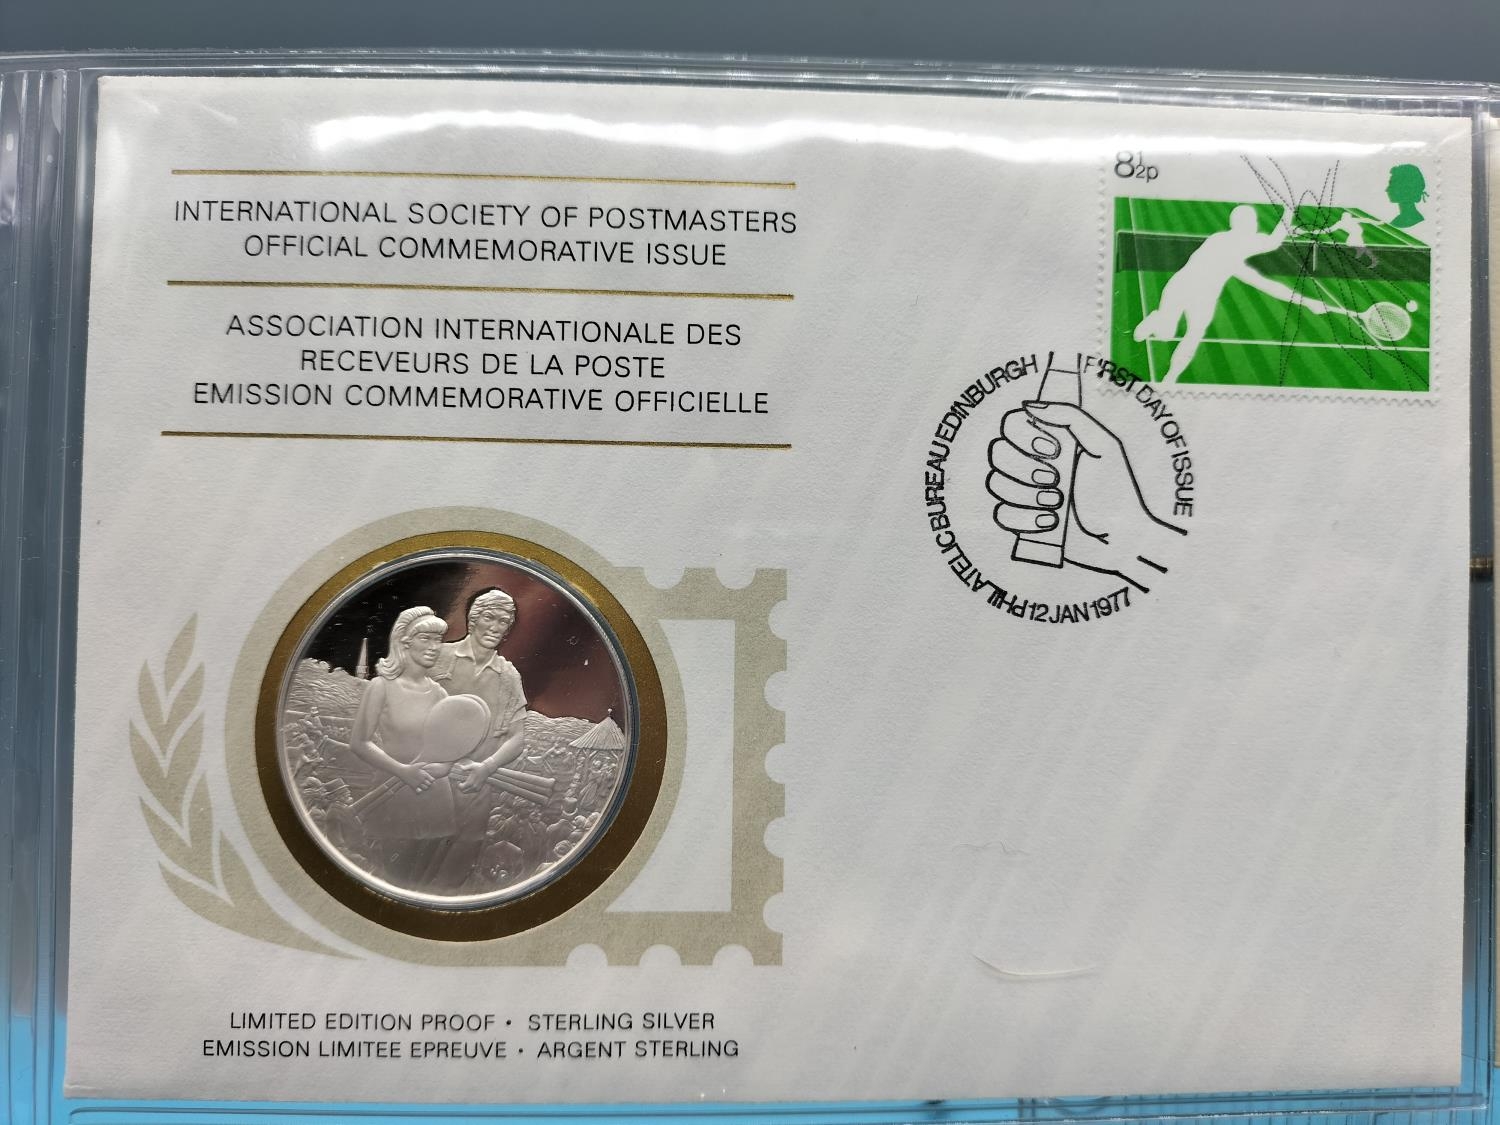 INTERNATIONAL SOCIETY OF POSTMASTERS
OFFICIAL COMMEMORATIVE ISSUE
ASSOCIATION INTERNATIONALE DES
RECEVEURS DE LA POSTE
EMISSION COMMEMORATIVE OFFICIELLE
8½p
PHILATELIC BUREAU EDINBURGH
FIRST DAY OF ISSUE
12 JAN 1977
LIMITED EDITION PROOF • STERLING SILVER
EMISSION LIMITEE EPREUVE • ARGENT STERLING